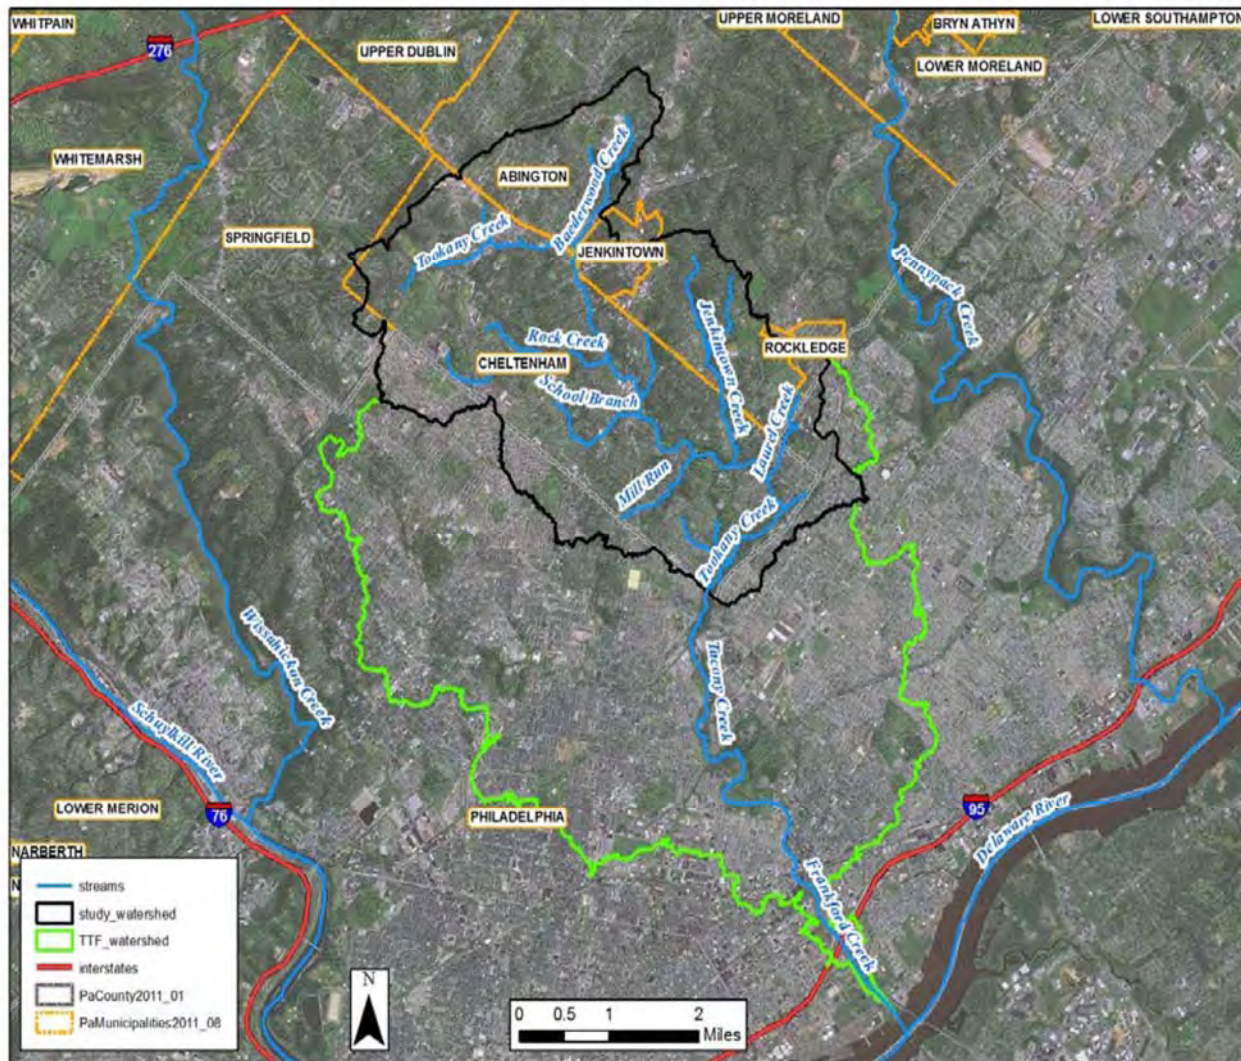 WHITPAIN
UPPER MORELAND
BRYN ATHYN
LOWER SOUTHAMPTON
276
UPPER DUBLIN
LOWER MORELAND
WHITEMARSH
ABINGTON
Baederwood Creek
SPRINGFIELD
Tookany Creek
JENKINTOWN
Pennypack Creek
Rock Creek
Jenkintown Creek
ROCKLEDGE
CHELTENHAM
School Branch
Laurel Creek
Mill Run
Tookany Creek
Wissahickon Creek
Tacony Creek
Schuylkill River
LOWER MERION
76
PHILADELPHIA
95
Delaware River
NARBERTH
N
Frankford Creek
streams
study_watershed
TTF_watershed
interstates
PaCounty2011_01
PaMunicipalities2011_08
N
0 0.5 1 2
Miles